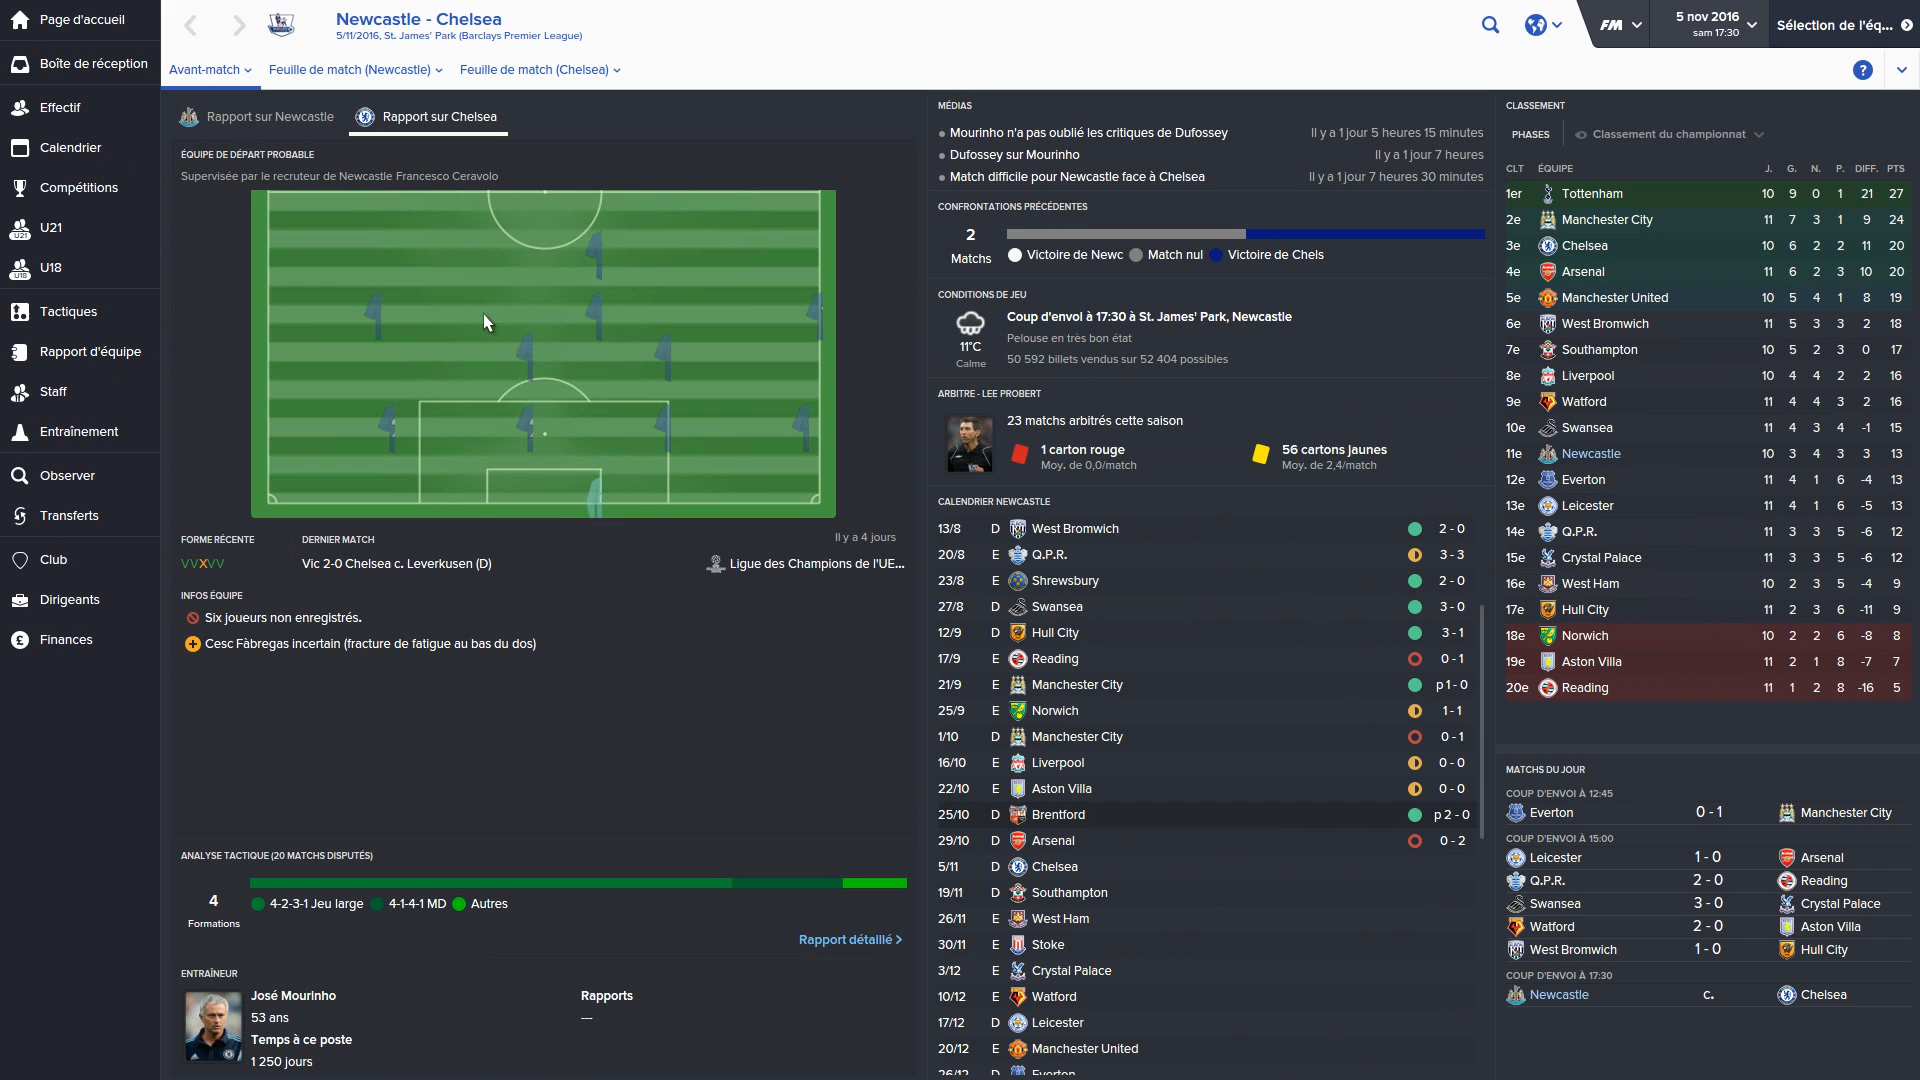 Page d'accueil
Boîte de réception
Effectif
Calendrier
Compétitions
U21
U21
U18
U18
Tactiques
Rapport d'équipe
Staff
Entraînement
Observer
Transferts
Club
Dirigeants
Finances
Newcastle - Chelsea
5/11/2016, St. James' Park (Barclays Premier League)
FM
5 nov 2016
sam 17:30
Sélection de l'éq...
Avant-match
Feuille de match (Newcastle)
Feuille de match (Chelsea)
?
Rapport sur Newcastle
Rapport sur Chelsea
ÉQUIPE DE DÉPART PROBABLE
Supervisée par le recruteur de Newcastle Francesco Ceravolo
FORME RÉCENTE
VVXVV
DERNIER MATCH
Il y a 4 jours
Vic 2-0 Chelsea c. Leverkusen (D)
Ligue des Champions de l'UE...
INFOS ÉQUIPE
Six joueurs non enregistrés.
Cesc Fàbregas incertain (fracture de fatigue au bas du dos)
ANALYSE TACTIQUE (20 MATCHS DISPUTÉS)
4
Formations
4-2-3-1 Jeu large
4-1-4-1 MD
Autres
Rapport détaillé >
ENTRAÎNEUR
José Mourinho
53 ans
Temps à ce poste
1 250 jours
Rapports
---
MÉDIAS
Mourinho n'a pas oublié les critiques de Dufossey Il y a 1 jour 5 heures 15 minutes
Dufossey sur Mourinho Il y a 1 jour 7 heures
Match difficile pour Newcastle face à Chelsea Il y a 1 jour 7 heures 30 minutes
CONFRONTATIONS PRÉCÉDENTES
2
Matchs
Victoire de Newc
Match nul
Victoire de Chels
CONDITIONS DE JEU
11°C
Calme
Coup d'envoi à 17:30 à St. James' Park, Newcastle
Pelouse en très bon état
50 592 billets vendus sur 52 404 possibles
ARBITRE - LEE PROBERT
23 matchs arbitrés cette saison
1 carton rouge
Moy. de 0,0/match
56 cartons jaunes
Moy. de 2,4/match
CALENDRIER NEWCASTLE
13/8 D West Bromwich 2 - 0
20/8 E Q.P.R. 3 - 3
23/8 E Shrewsbury 2 - 0
27/8 D Swansea 3 - 0
12/9 D Hull City 3 - 1
17/9 E Reading 0 - 1
21/9 E Manchester City p 1 - 0
25/9 E Norwich 1 - 1
1/10 D Manchester City 0 - 1
16/10 E Liverpool 0 - 0
22/10 E Aston Villa 0 - 0
25/10 D Brentford p 2 - 0
29/10 D Arsenal 0 - 2
5/11 D Chelsea
19/11 D Southampton
26/11 E West Ham
30/11 E Stoke
3/12 E Crystal Palace
10/12 E Watford
17/12 D Leicester
20/12 E Manchester United
26/12 D Everton
CLASSEMENT
PHASES
Classement du championnat
CLT ÉQUIPE J. G. N. P. DIFF. PTS
1er Tottenham 10 9 0 1 21 27
2e Manchester City 11 7 3 1 9 24
3e Chelsea 10 6 2 2 11 20
4e Arsenal 11 6 2 3 10 20
5e Manchester United 10 5 4 1 8 19
6e West Bromwich 11 5 3 3 2 18
7e Southampton 10 5 2 3 0 17
8e Liverpool 10 4 4 2 2 16
9e Watford 11 4 4 3 2 16
10e Swansea 11 4 3 4 -1 15
11e Newcastle 10 3 4 3 3 13
12e Everton 11 4 1 6 -4 13
13e Leicester 11 4 1 6 -5 13
14e Q.P.R. 11 3 3 5 -6 12
15e Crystal Palace 11 3 3 5 -6 12
16e West Ham 10 2 3 5 -4 9
17e Hull City 11 2 3 6 -11 9
18e Norwich 10 2 2 6 -8 8
19e Aston Villa 11 2 1 8 -7 7
20e Reading 11 1 2 8 -16 5
MATCHS DU JOUR
COUP D'ENVOI À 12:45
Everton 0 - 1 Manchester City
COUP D'ENVOI À 15:00
Leicester 1 - 0 Arsenal
Q.P.R. 2 - 0 Reading
Swansea 3 - 0 Crystal Palace
Watford 2 - 0 Aston Villa
West Bromwich 1 - 0 Hull City
COUP D'ENVOI À 17:30
Newcastle c. Chelsea